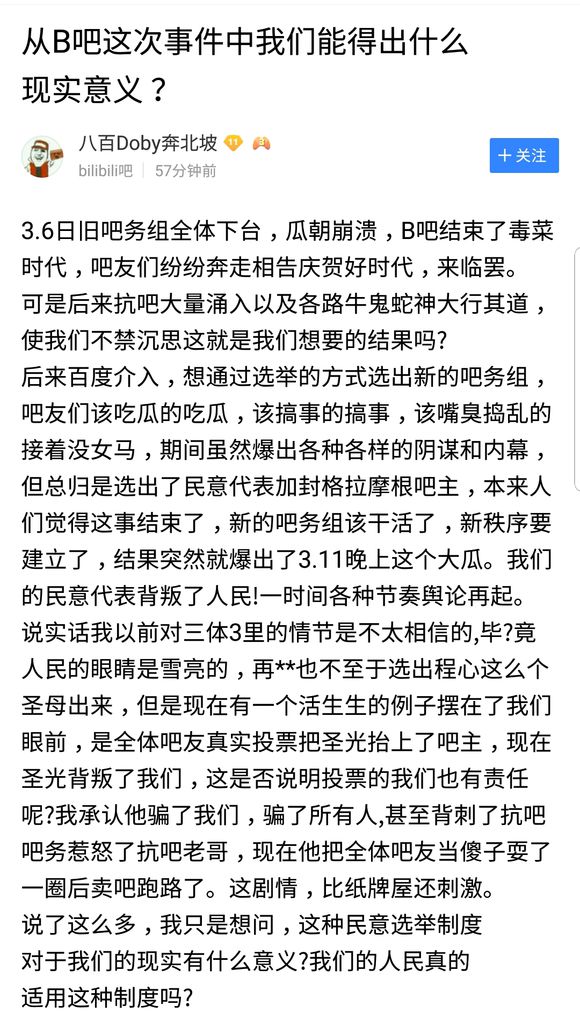 从B吧这次事件中我们能得出什么
现实意义？
八百Doby奔北坡 11 3
bilibili吧 57分钟前
+ 关注
3.6日旧吧务组全体下台，瓜朝崩溃，B吧结束了毒菜
时代，吧友们纷纷奔走相告庆贺好时代，来临罢。
可是后来抗吧大量涌入以及各路牛鬼蛇神大行其道，
使我们不禁沉思这就是我们想要的结果吗?
后来百度介入，想通过选举的方式选出新的吧务组，
吧友们该吃瓜的吃瓜，该搞事的搞事，该嘴臭捣乱的
接着没女马，期间虽然爆出各种各样的阴谋和内幕，
但总归是选出了民意代表加封格拉摩根吧主，本来人
们觉得这事结束了，新的吧务组该干活了，新秩序要
建立了，结果突然就爆出了3.11晚上这个大瓜。我们
的民意代表背叛了人民!一时间各种节奏舆论再起。
说实话我以前对三体3里的情节是不太相信的,毕?竟
人民的眼睛是雪亮的，再**也不至于选出程心这么个
圣母出来，但是现在有一个活生生的例子摆在了我们
眼前，是全体吧友真实投票把圣光抬上了吧主，现在
圣光背叛了我们，这是否说明投票的我们也有责任
呢?我承认他骗了我们，骗了所有人,甚至背刺了抗吧
吧务惹怒了抗吧老哥，现在他把全体吧友当傻子耍了
一圈后卖吧跑路了。这剧情，比纸牌屋还刺激。
说了这么多，我只是想问，这种民意选举制度
对于我们的现实有什么意义?我们的人民真的
适用这种制度吗?